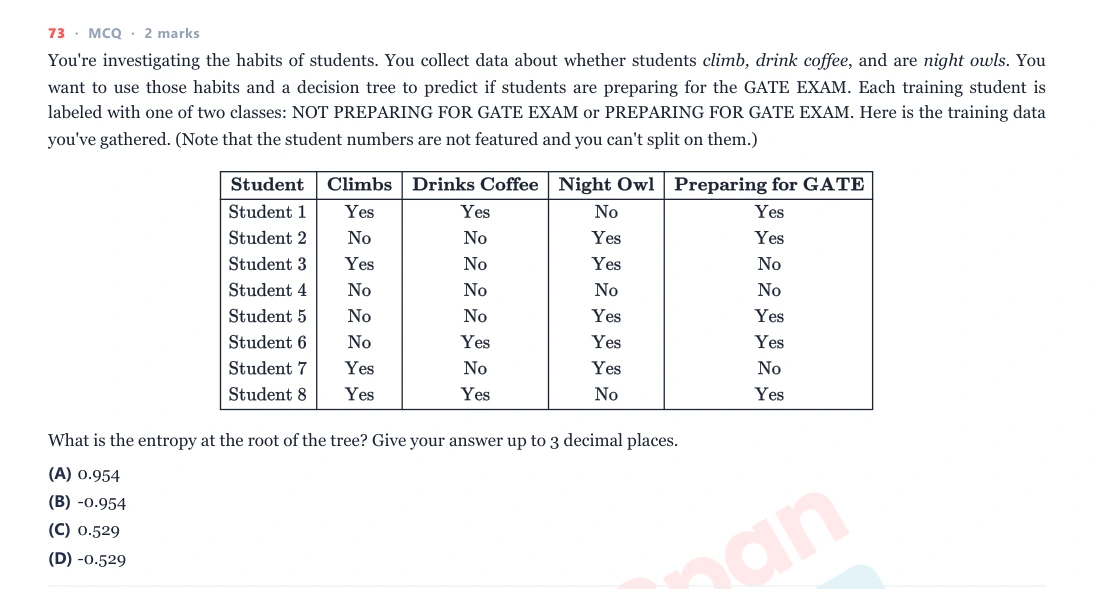 73 · MCQ · 2 marks
You're investigating the habits of students. You collect data about whether students climb, drink coffee, and are night owls. You
want to use those habits and a decision tree to predict if students are preparing for the GATE EXAM. Each training student is
labeled with one of two classes: NOT PREPARING FOR GATE EXAM or PREPARING FOR GATE EXAM. Here is the training data
you've gathered. (Note that the student numbers are not featured and you can't split on them.)
Student Climbs Drinks Coffee Night Owl Preparing for GATE
Student 1 Yes Yes No Yes
Student 2 No No Yes Yes
Student 3 Yes No Yes No
Student 4 No No No No
Student 5 No No Yes Yes
Student 6 No Yes Yes Yes
Student 7 Yes No Yes No
Student 8 Yes Yes No Yes
What is the entropy at the root of the tree? Give your answer up to 3 decimal places.
(A) 0.954
(B) -0.954
(C) 0.529
(D) -0.529